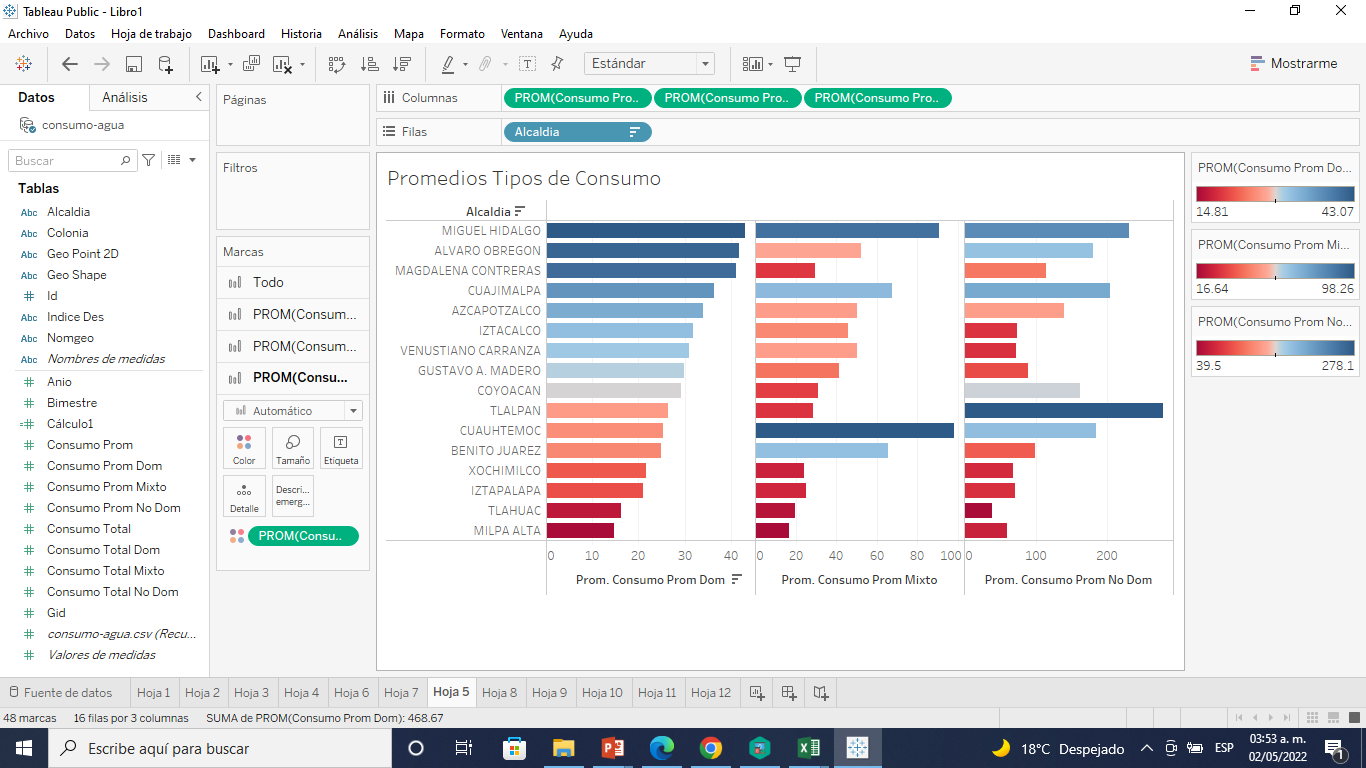 Tableau Public - Libro1
Archivo Datos Hoja de trabajo Dashboard Historia Análisis Mapa Formato Ventana Ayuda
Estándar
Mostrarme
Datos
Análisis
consumo-agua
Buscar
Tablas
Abc Alcaldia
Abc Colonia
Abc Geo Point 2D
Abc Geo Shape
# Id
Abc Indice Des
Abc Nomgeo
Abc Nombres de medidas
# Anio
# Bimestre
=# Cálculo1
# Consumo Prom
# Consumo Prom Dom
# Consumo Prom Mixto
# Consumo Prom No Dom
# Consumo Total
# Consumo Total Dom
# Consumo Total Mixto
# Consumo Total No Dom
# Gid
# consumo-agua.csv (Recu...
# Valores de medidas
Páginas
Filtros
Marcas
Todo
PROM(Consum...
PROM(Consum...
PROM(Consu...
Automático
Color
Tamaño
Etiqueta
Detalle
Descri...
emerg...
PROM(Consu..
Columnas
PROM(Consumo Pro..
PROM(Consumo Pro..
PROM(Consumo Pro..
Filas
Alcaldia
Promedios Tipos de Consumo
Alcaldia
MIGUEL HIDALGO
ALVARO OBREGON
MAGDALENA CONTRERAS
CUAJIMALPA
AZCAPOTZALCO
IZTACALCO
VENUSTIANO CARRANZA
GUSTAVO A. MADERO
COYOACAN
TLALPAN
CUAUHTEMOC
BENITO JUAREZ
XOCHIMILCO
IZTAPALAPA
TLAHUAC
MILPA ALTA
0 10 20 30 40
0 20 40 60 80 100
0 100 200
Prom. Consumo Prom Dom
Prom. Consumo Prom Mixto
Prom. Consumo Prom No Dom
PROM(Consumo Prom Do...
14.81 43.07
PROM(Consumo Prom Mi...
16.64 98.26
PROM(Consumo Prom No...
39.5 278.1
Fuente de datos
Hoja 1
Hoja 2
Hoja 3
Hoja 4
Hoja 6
Hoja 7
Hoja 5
Hoja 8
Hoja 9
Hoja 10
Hoja 11
Hoja 12
48 marcas 16 filas por 3 columnas SUMA de PROM(Consumo Prom Dom): 468.67
Escribe aquí para buscar
18°C Despejado
ESP
03:53 a. m.
02/05/2022
1